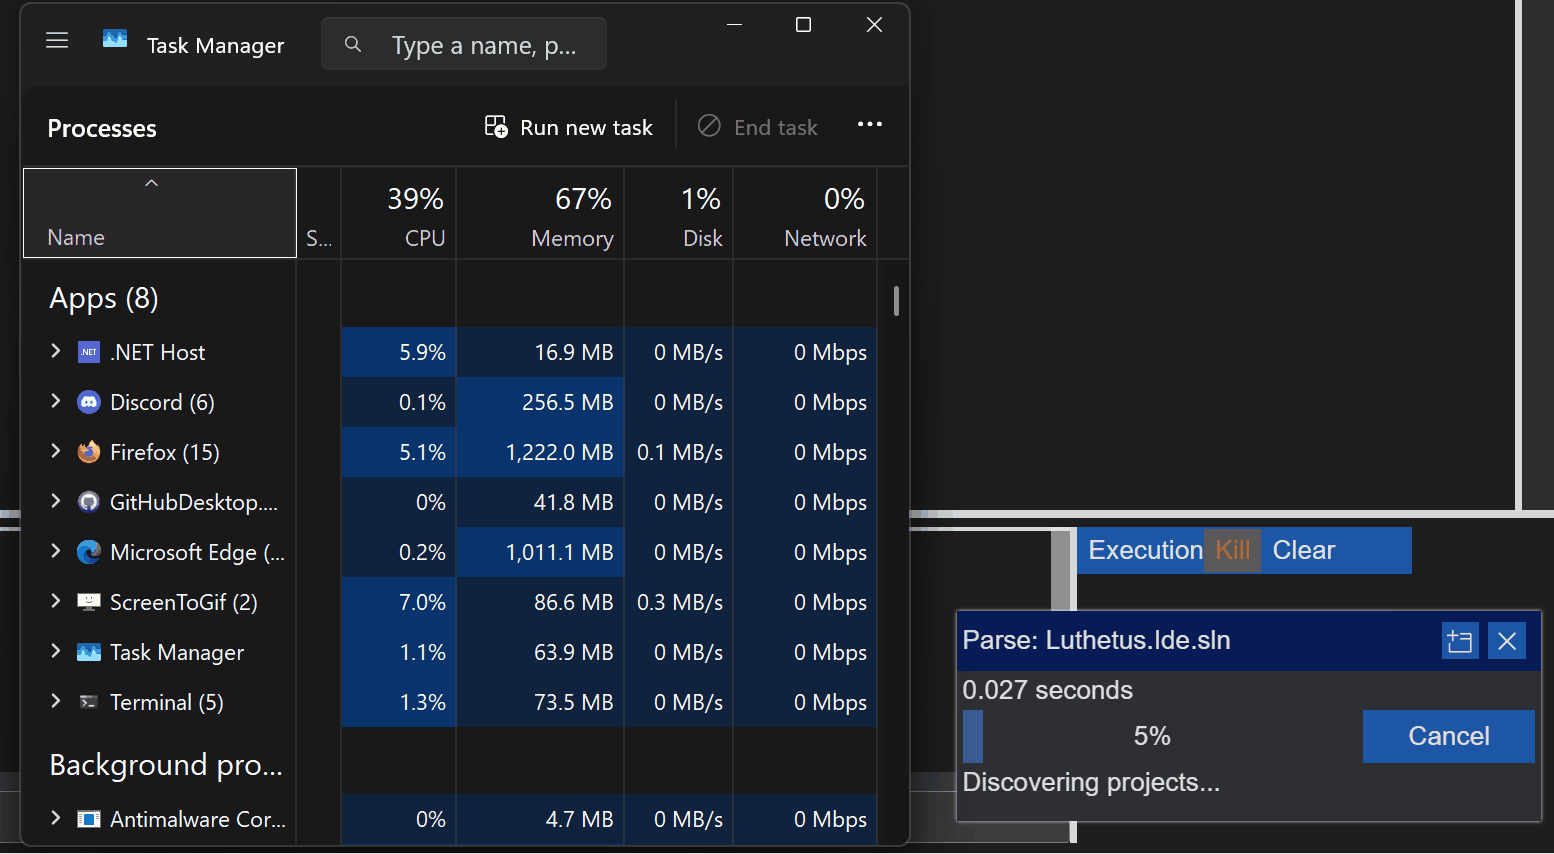 Task Manager
Type a name, p...
Processes
Run new task
End task
Name
S...
39%
CPU
67%
Memory
1%
Disk
0%
Network
Apps (8)
.NET .NET Host 5.9% 16.9 MB 0 MB/s 0 Mbps
Discord (6) 0.1% 256.5 MB 0 MB/s 0 Mbps
Firefox (15) 5.1% 1,222.0 MB 0.1 MB/s 0 Mbps
GitHubDesktop.... 0% 41.8 MB 0 MB/s 0 Mbps
Microsoft Edge (... 0.2% 1,011.1 MB 0 MB/s 0 Mbps
ScreenToGif (2) 7.0% 86.6 MB 0.3 MB/s 0 Mbps
Task Manager 1.1% 63.9 MB 0 MB/s 0 Mbps
Terminal (5) 1.3% 73.5 MB 0 MB/s 0 Mbps
Background pro...
Antimalware Cor... 0% 4.7 MB 0 MB/s 0 Mbps
Execution Kill Clear
Parse: Luthetus.Ide.sln
0.027 seconds
5%
Cancel
Discovering projects...